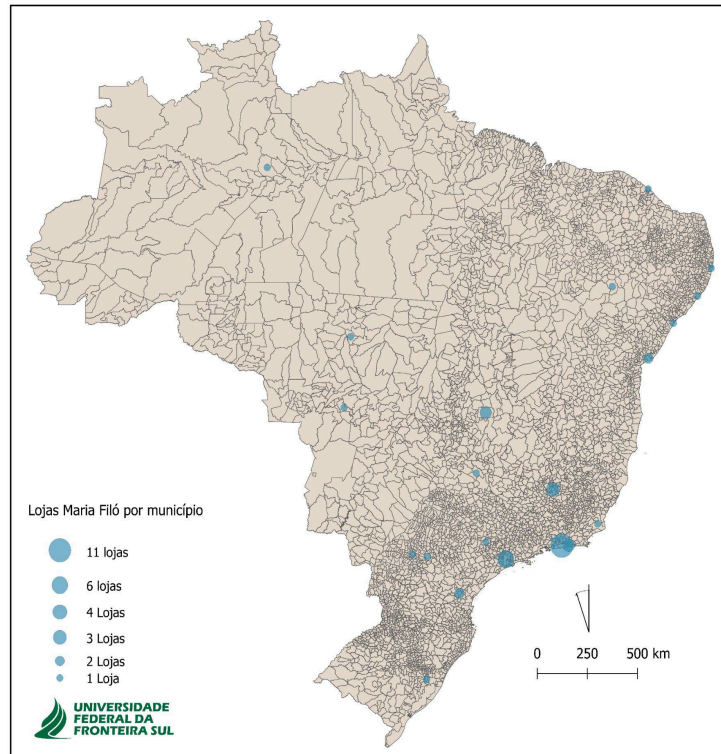 Lojas Maria Filó por município
11 lojas
6 lojas
4 Lojas
3 Lojas
2 Lojas
1 Loja
0 250 500 km
UNIVERSIDADE
FEDERAL DA
FRONTEIRA SUL